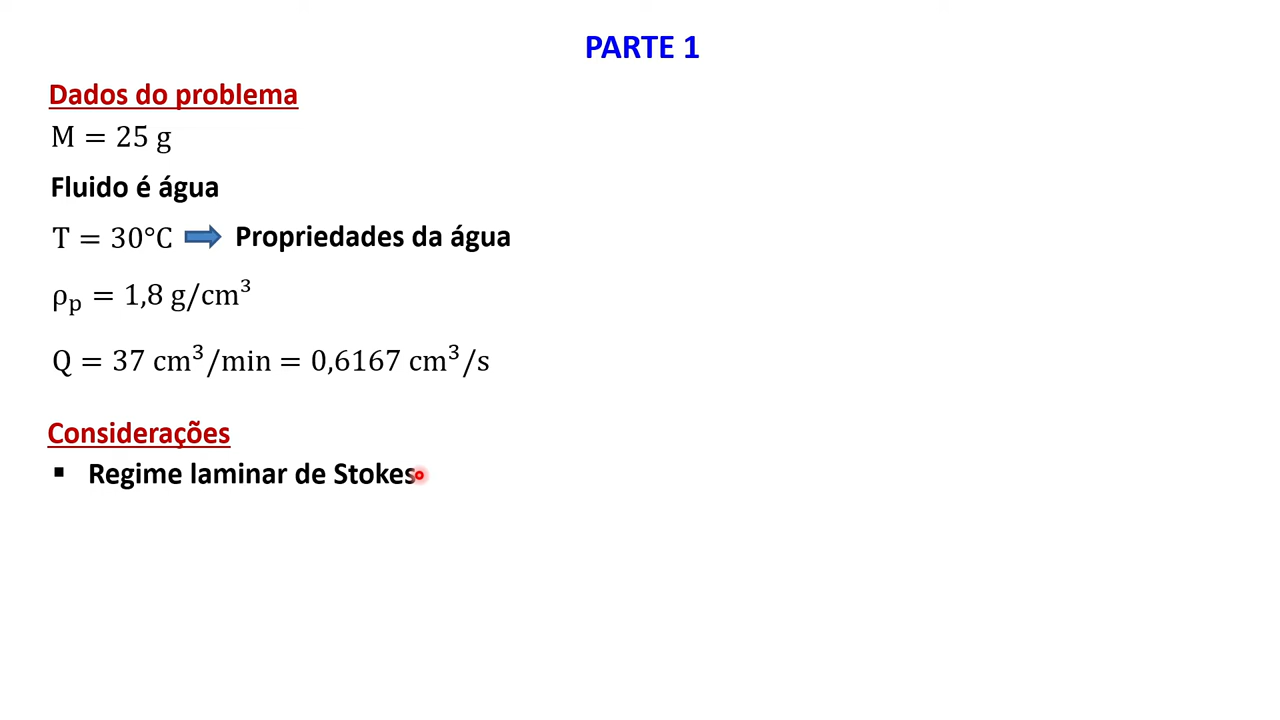 PARTE 1
Dados do problema
M = 25 g
Fluido é água
T = 30°C Propriedades da água
ρₚ = 1,8 g/cm³
Q = 37 cm³/min = 0,6167 cm³/s
Considerações
▪ Regime laminar de Stokes